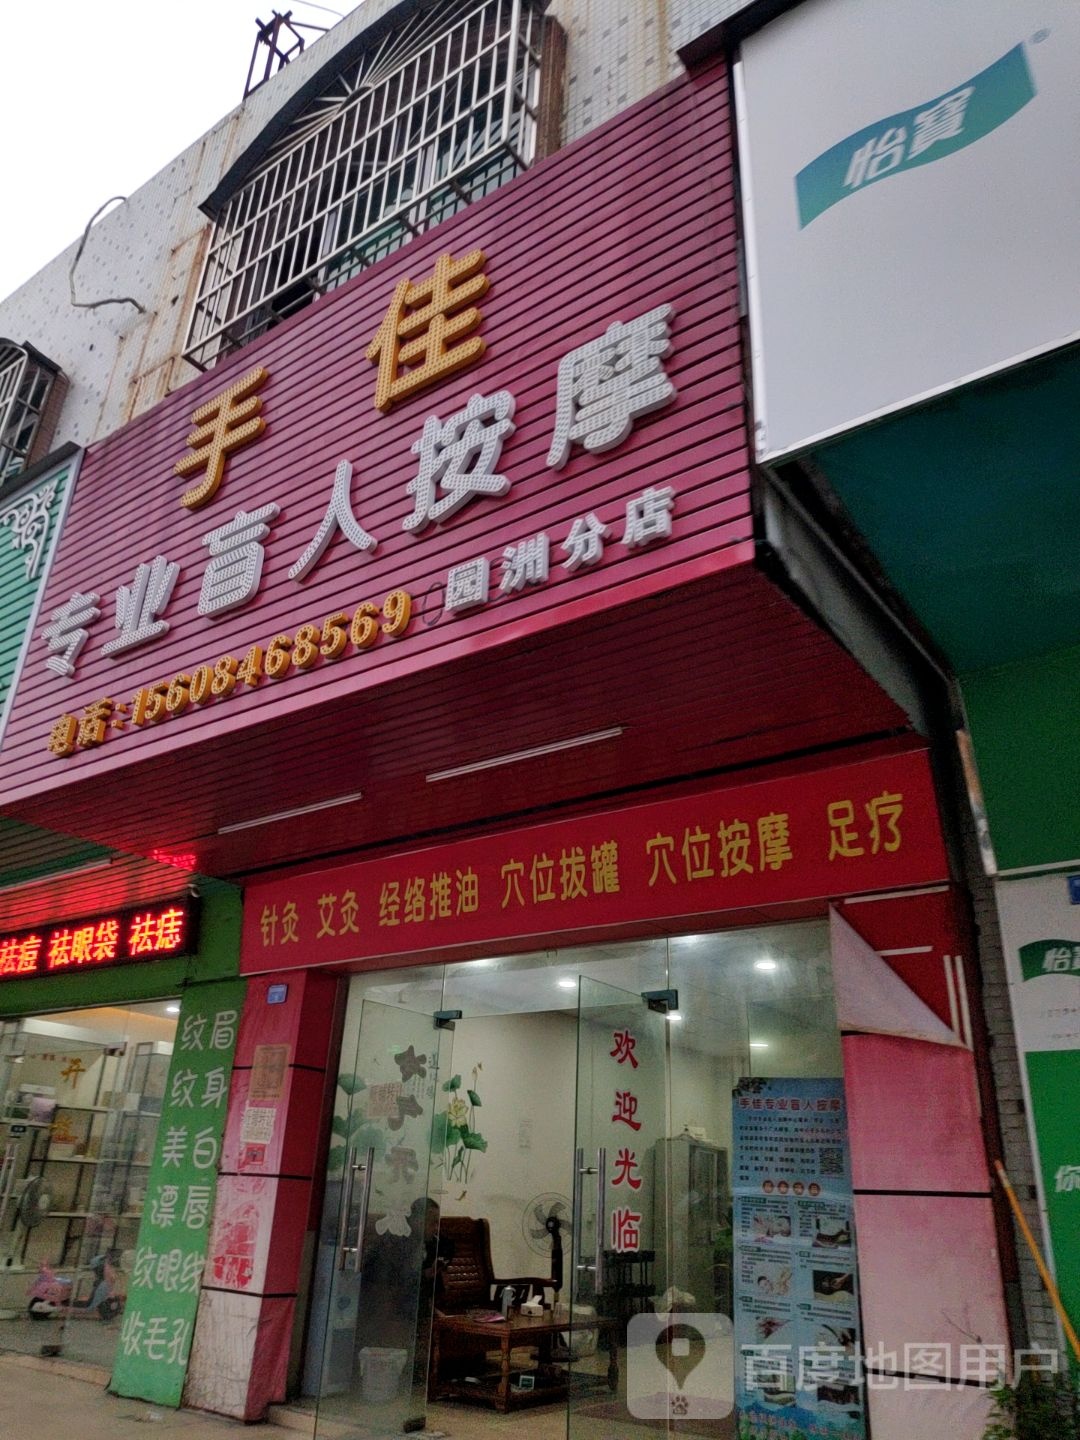 怡寶
手佳
专业盲人按摩
电话:15608468569
园洲分店
针灸 艾灸 经络推油 穴位拔罐 穴位按摩 足疗
祛痘 祛眼袋 祛痣
纹眉
纹身
美白
漂唇
纹眼线
收毛孔
欢迎光临
手佳专业盲人按摩
怡寶
你
百度地图用户